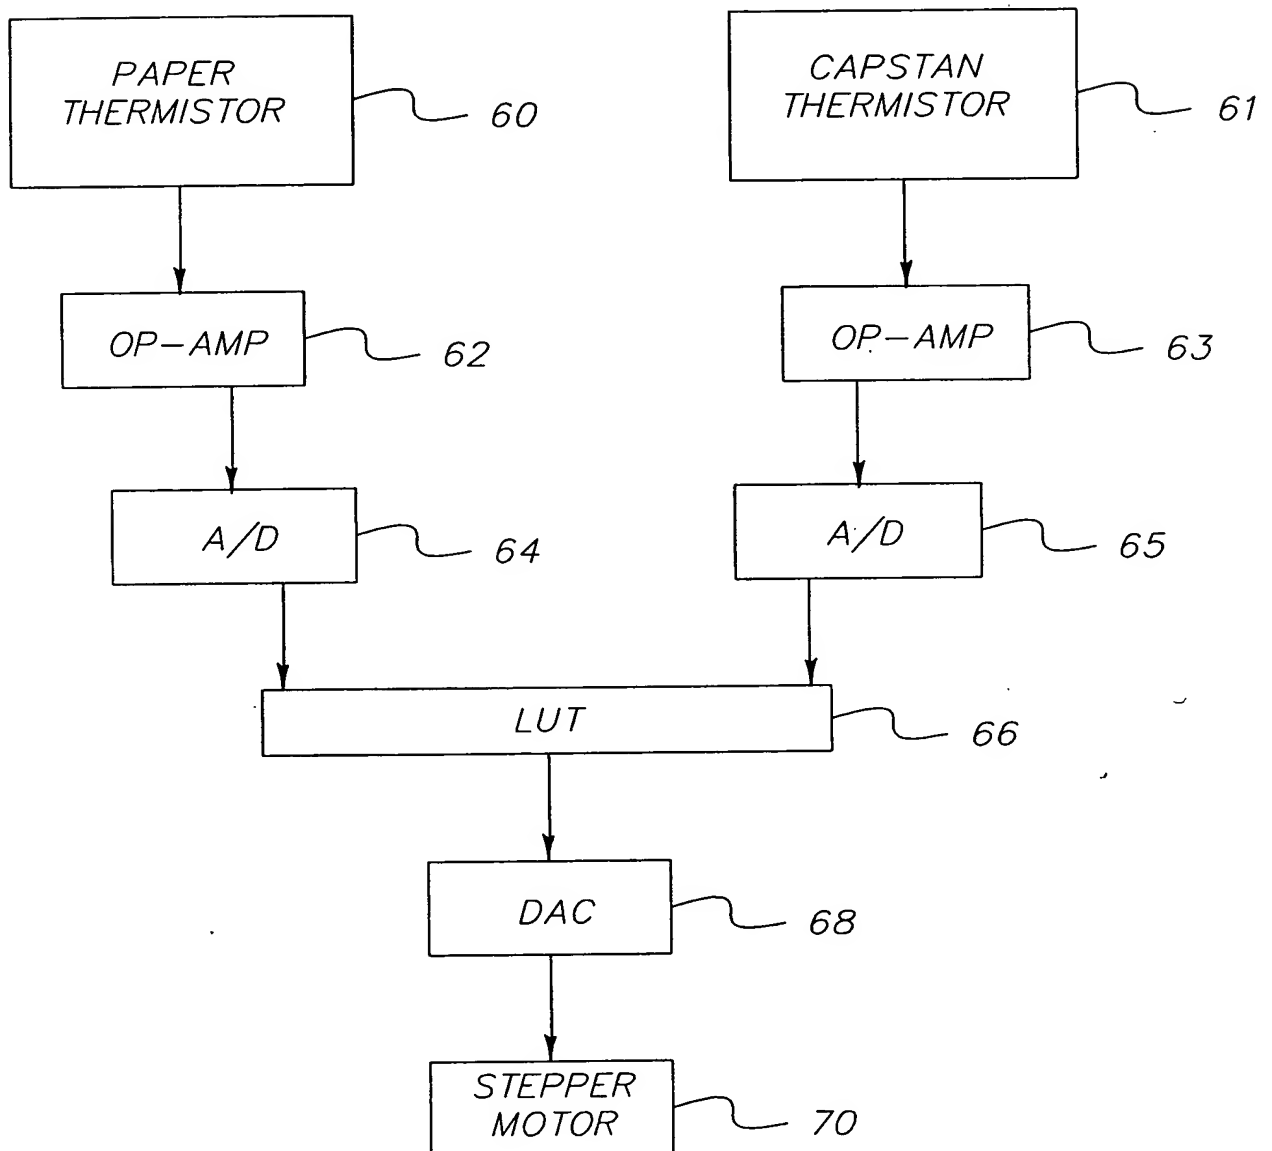 PAPER
THERMISTOR
60
CAPSTAN
THERMISTOR
61
OP-AMP
62
OP-AMP
63
A/D
64
A/D
65
LUT
66
DAC
68
STEPPER
MOTOR
70